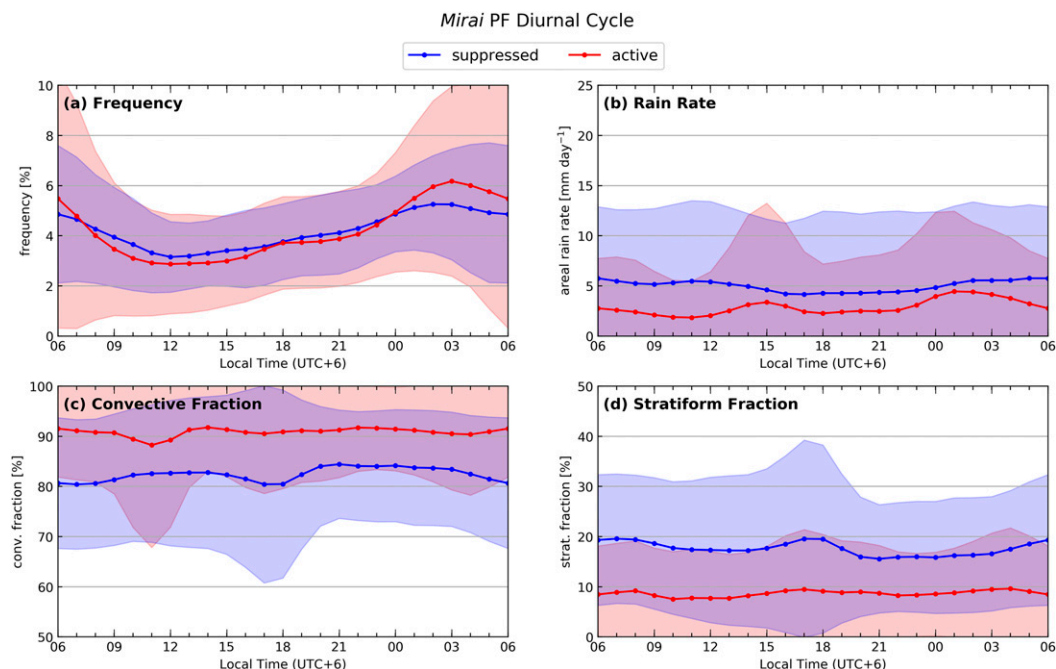 Mirai PF Diurnal Cycle
suppressed active
(a) Frequency
frequency [%]
10
8
6
4
2
0
06 09 12 15 18 21 00 03 06
Local Time (UTC+6)
(b) Rain Rate
areal rain rate [mm day⁻¹]
25
20
15
10
5
0
06 09 12 15 18 21 00 03 06
Local Time (UTC+6)
(c) Convective Fraction
conv. fraction [%]
100
90
80
70
60
50
06 09 12 15 18 21 00 03 06
Local Time (UTC+6)
(d) Stratiform Fraction
strat. fraction [%]
50
40
30
20
10
0
06 09 12 15 18 21 00 03 06
Local Time (UTC+6)